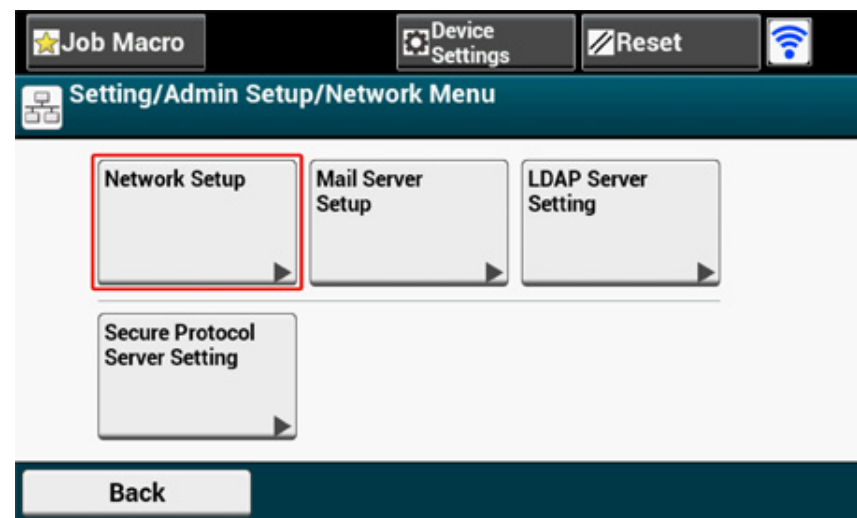 Job Macro
Device
Settings
Reset
Setting/Admin Setup/Network Menu
Network Setup
Mail Server
Setup
LDAP Server
Setting
Secure Protocol
Server Setting
Back